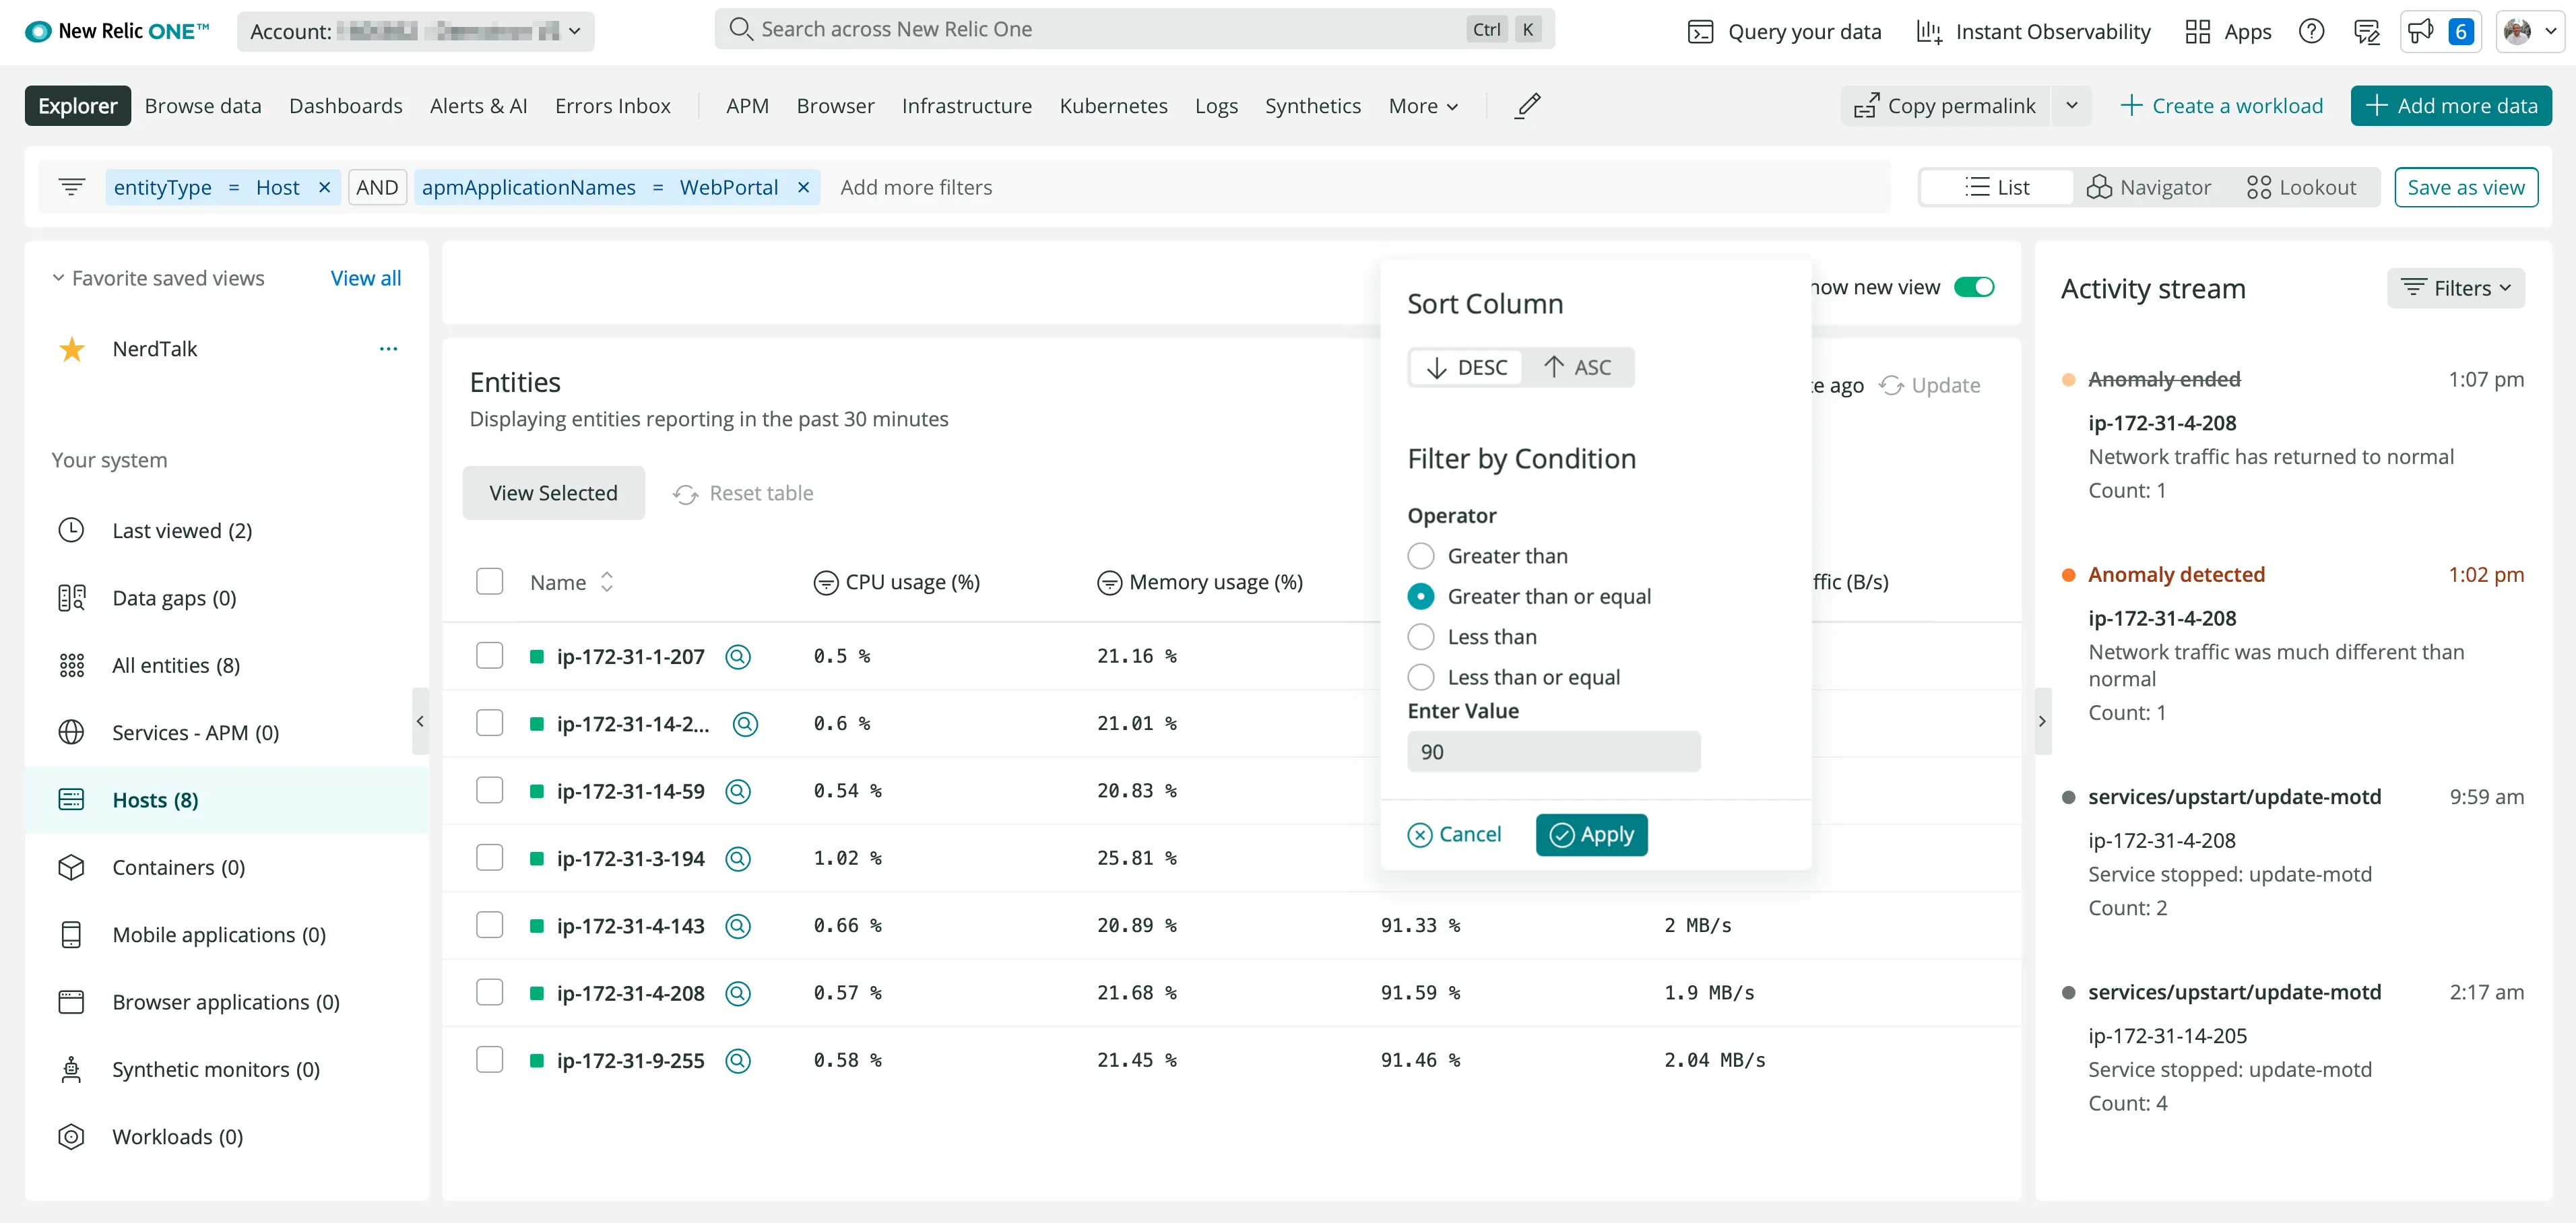 New Relic ONE™ Account: Search across New Relic One Ctrl K Query your data Instant Observability Apps 6
Explorer Browse data Dashboards Alerts & AI Errors Inbox APM Browser Infrastructure Kubernetes Logs Synthetics More Copy permalink Create a workload Add more data
entityType = Host × AND apmApplicationNames = WebPortal × Add more filters List Navigator Lookout Save as view
Favorite saved views View all
NerdTalk ...
Your system
Last viewed (2)
Data gaps (0)
All entities (8)
Services - APM (0)
Hosts (8)
Containers (0)
Mobile applications (0)
Browser applications (0)
Synthetic monitors (0)
Workloads (0)
how new view
Entities
Displaying entities reporting in the past 30 minutes
te ago Update
View Selected Reset table
Name CPU usage (%) Memory usage (%) ffic (B/s)
ip-172-31-1-207 0.5 % 21.16 %
ip-172-31-14-2... 0.6 % 21.01 %
ip-172-31-14-59 0.54 % 20.83 %
ip-172-31-3-194 1.02 % 25.81 %
ip-172-31-4-143 0.66 % 20.89 % 91.33 % 2 MB/s
ip-172-31-4-208 0.57 % 21.68 % 91.59 % 1.9 MB/s
ip-172-31-9-255 0.58 % 21.45 % 91.46 % 2.04 MB/s
Sort Column
DESC ASC
Filter by Condition
Operator
Greater than
Greater than or equal
Less than
Less than or equal
Enter Value
90
Cancel Apply
Activity stream Filters
Anomaly ended 1:07 pm
ip-172-31-4-208
Network traffic has returned to normal
Count: 1
Anomaly detected 1:02 pm
ip-172-31-4-208
Network traffic was much different than
normal
Count: 1
services/upstart/update-motd 9:59 am
ip-172-31-4-208
Service stopped: update-motd
Count: 2
services/upstart/update-motd 2:17 am
ip-172-31-14-205
Service stopped: update-motd
Count: 4